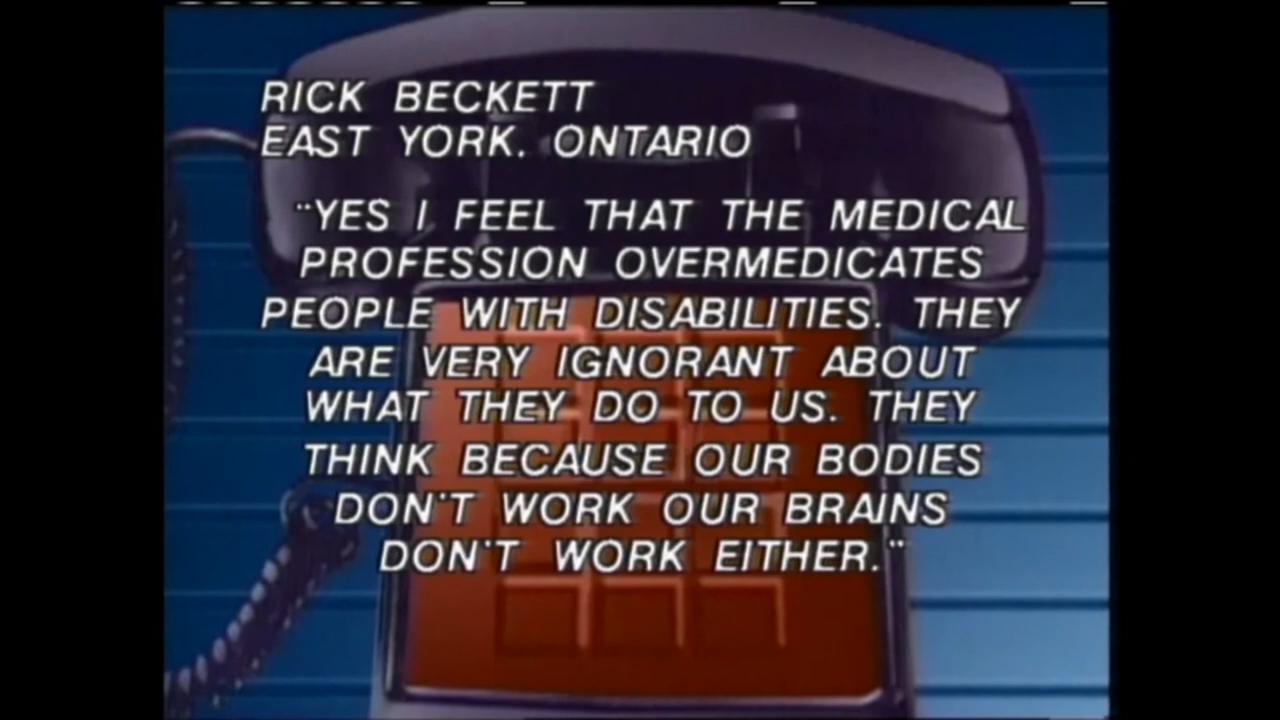 RICK BECKETT
EAST YORK, ONTARIO
"YES I FEEL THAT THE MEDICAL
PROFESSION OVERMEDICATES
PEOPLE WITH DISABILITIES. THEY
ARE VERY IGNORANT ABOUT
WHAT THEY DO TO US. THEY
THINK BECAUSE OUR BODIES
DON'T WORK OUR BRAINS
DON'T WORK EITHER."